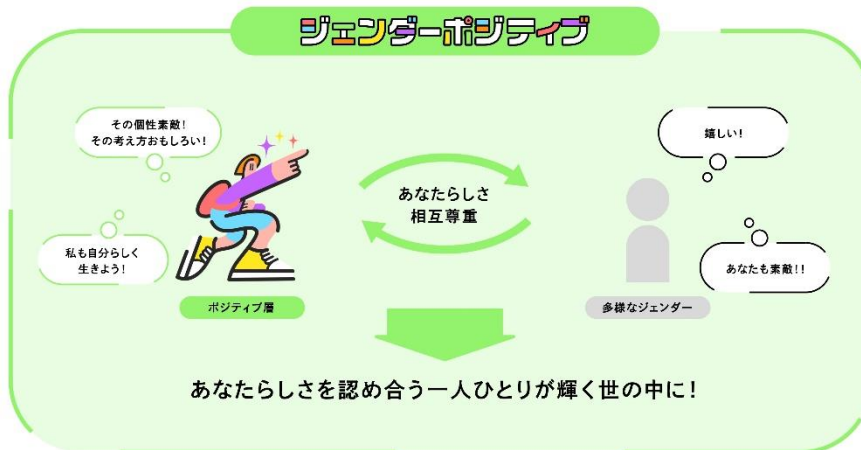 ジェンダーポジティブ
その個性素敵！
その考え方おもしろい！
嬉しい！
あなたらしさ
相互尊重
私も自分らしく
生きよう！
あなたも素敵！！
ポジティブ層
多様なジェンダー
あなたらしさを認め合う一人ひとりが輝く世の中に！